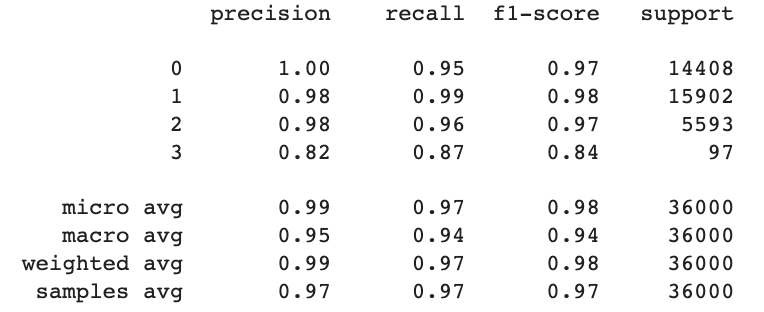 precision recall f1-score support
0 1.00 0.95 0.97 14408
1 0.98 0.99 0.98 15902
2 0.98 0.96 0.97 5593
3 0.82 0.87 0.84 97
micro avg 0.99 0.97 0.98 36000
macro avg 0.95 0.94 0.94 36000
weighted avg 0.99 0.97 0.98 36000
samples avg 0.97 0.97 0.97 36000